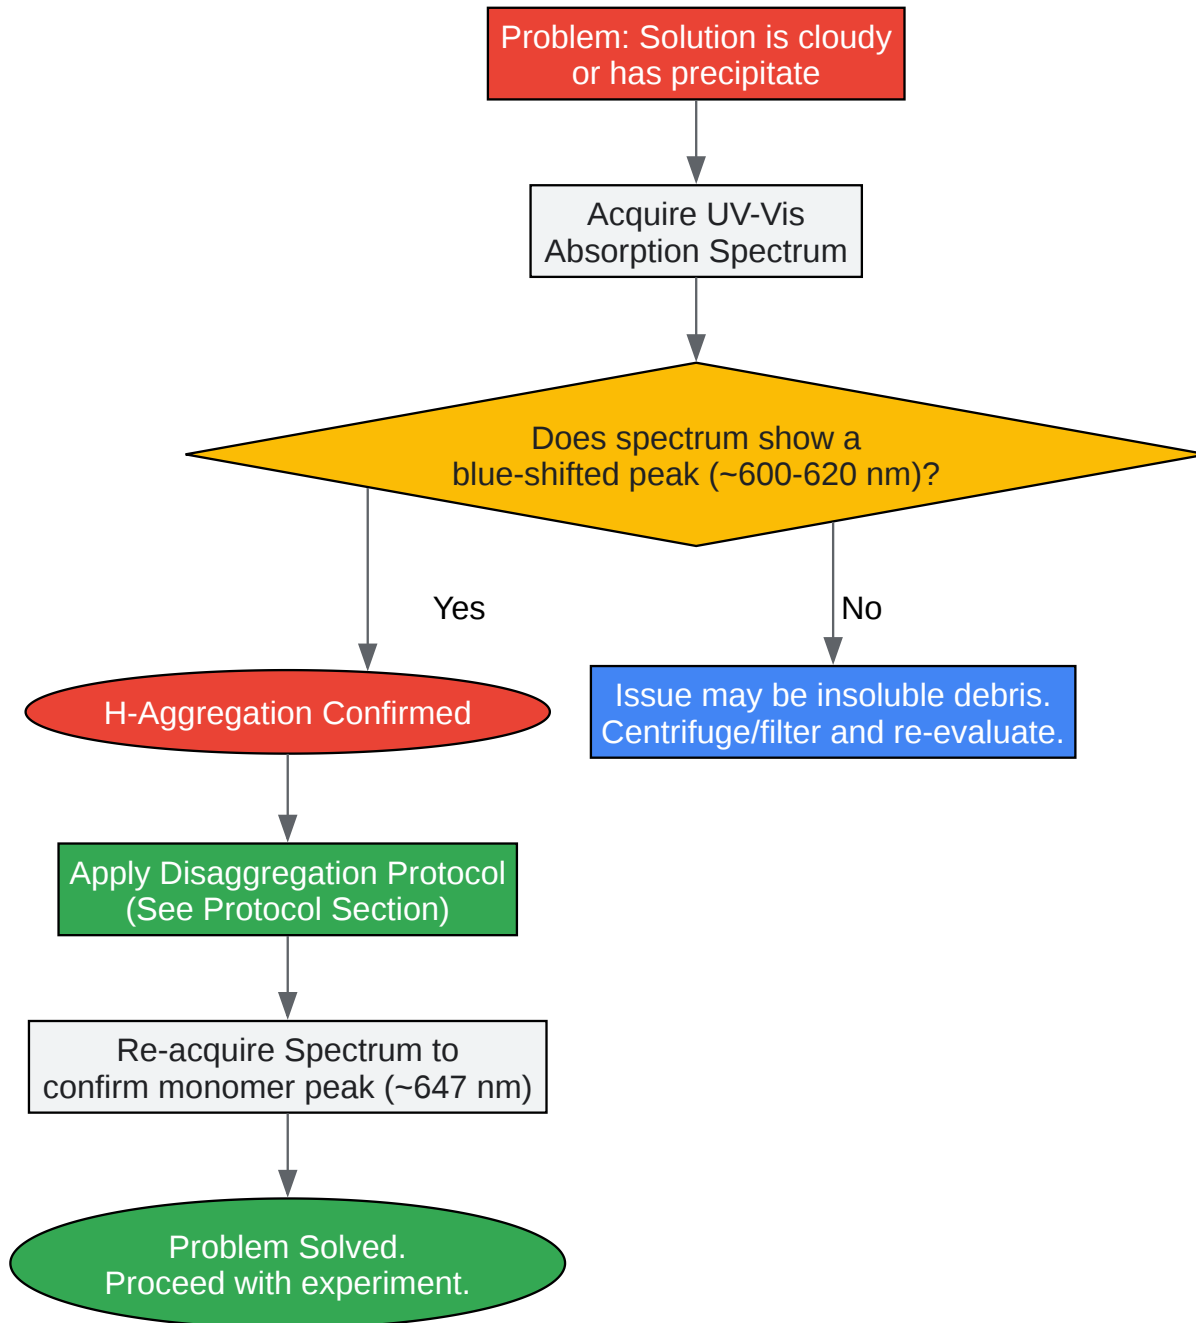 Problem: Solution is cloudy
or has precipitate
Acquire UV-Vis
Absorption Spectrum
Does spectrum show a
blue-shifted peak (~600-620 nm)?
Yes
No
H-Aggregation Confirmed
Issue may be insoluble debris.
Centrifuge/filter and re-evaluate.
Apply Disaggregation Protocol
(See Protocol Section)
Re-acquire Spectrum to
confirm monomer peak (~647 nm)
Problem Solved.
Proceed with experiment.